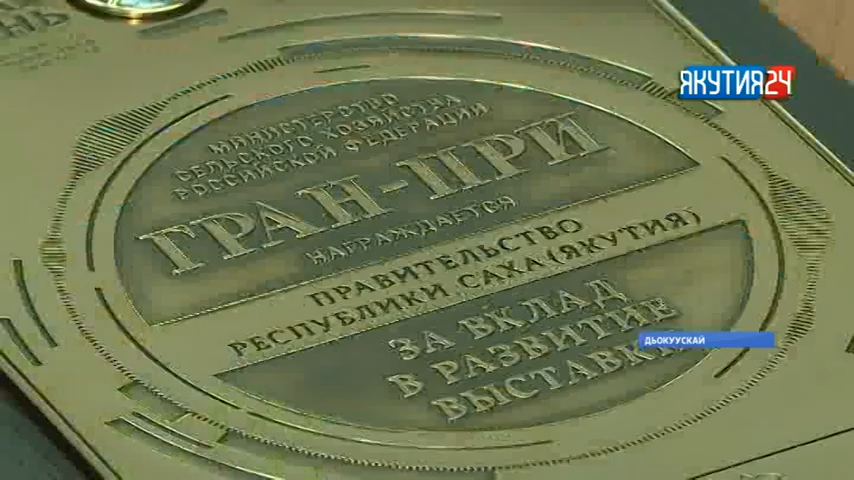 ЯКУТИЯ24
МИНИСТЕРСТВО
СЕЛЬСКОГО ХОЗЯЙСТВА
РОССИЙСКОЙ ФЕДЕРАЦИИ
ГРАН-ПРИ
НАГРАЖДАЕТСЯ
ПРАВИТЕЛЬСТВО
РЕСПУБЛИКИ САХА (ЯКУТИЯ)
ЗА ВКЛАД
В РАЗВИТИЕ
ВЫСТАВКИ
ДЬОКУУСКАЙ